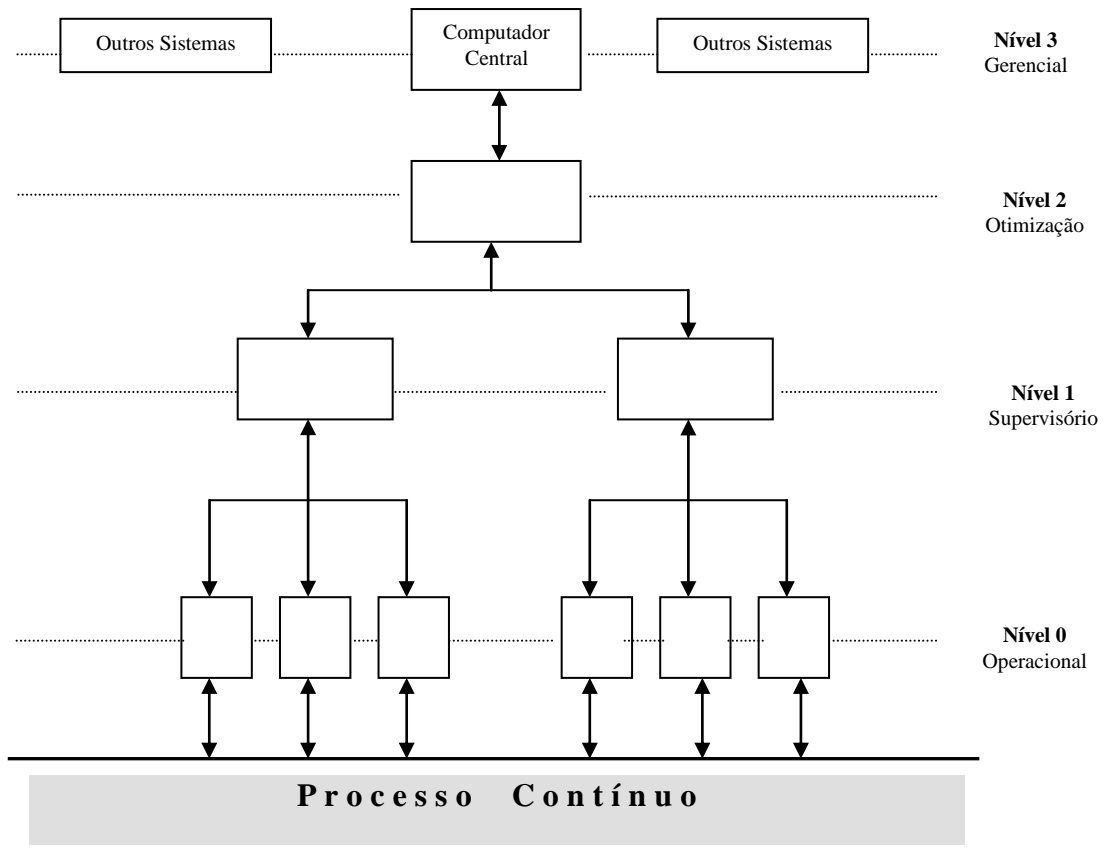 Outros Sistemas
Computador
Central
Outros Sistemas
Nível 3
Gerencial
Nível 2
Otimização
Nível 1
Supervisório
Nível 0
Operacional
Processo Contínuo